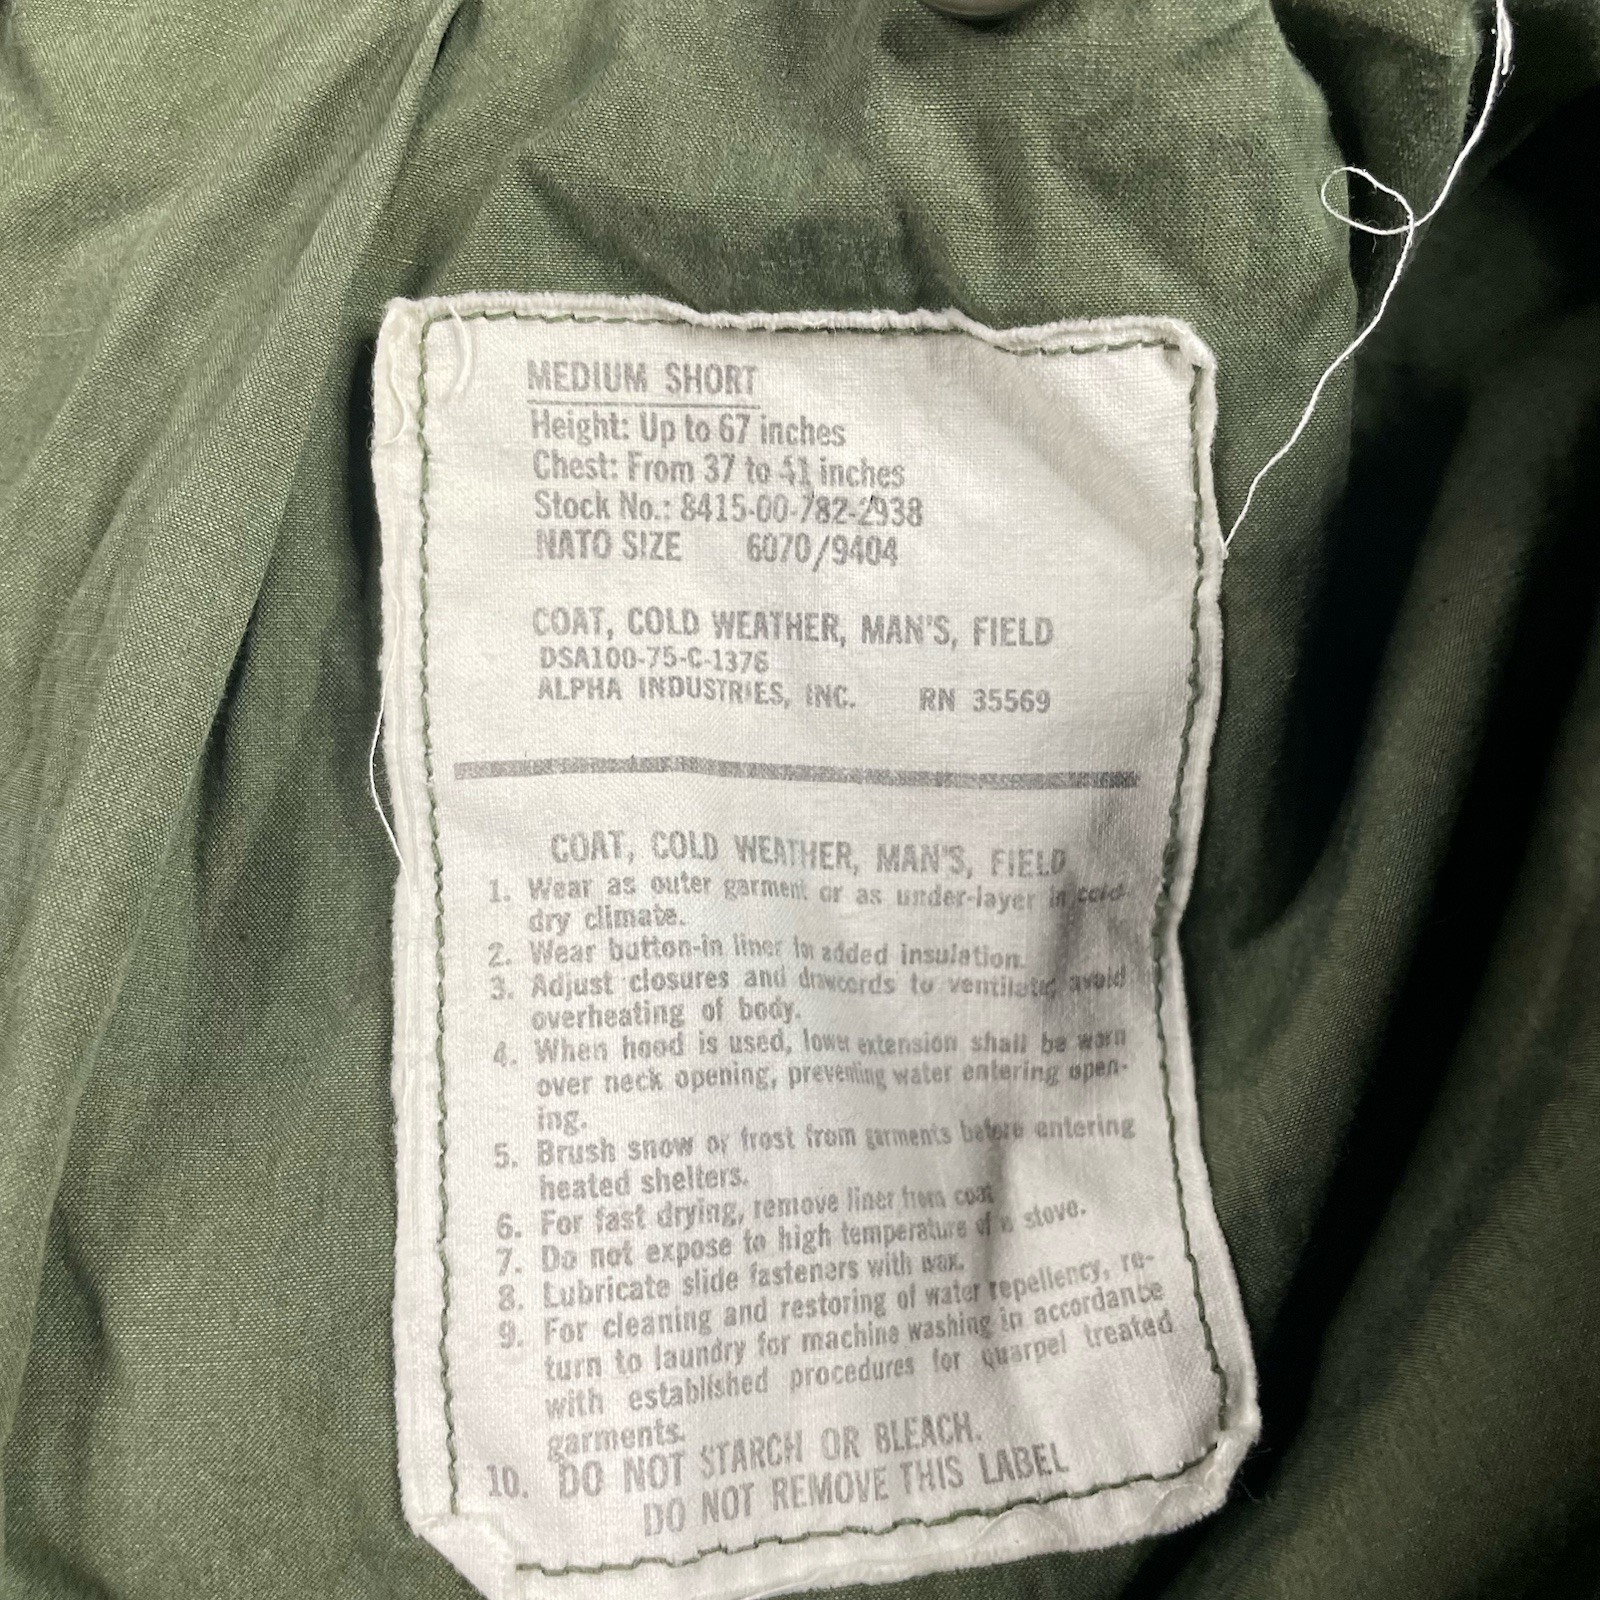 MEDIUM SHORT
Height: Up to 67 inches
Chest: From 37 to 41 inches
Stock No.: 8415-00-782-2938
NATO SIZE 6070/9404
COAT, COLD WEATHER, MAN'S, FIELD
DSA100-75-C-1376
ALPHA INDUSTRIES, INC. RN 35569
COAT, COLD WEATHER, MAN'S, FIELD
1. Wear as outer garment or as under-layer in cold-
dry climate.
2. Wear button-in liner for added insulation.
3. Adjust closures and drawcords to ventilate; avoid
overheating of body.
4. When hood is used, lower extension shall be worn
over neck opening, preventing water entering open-
ing.
5. Brush snow or frost from garments before entering
heated shelters.
6. For fast drying, remove liner from coat
7. Do not expose to high temperature of a stove.
8. Lubricate slide fasteners with wax.
9. For cleaning and restoring of water repellency, re-
turn to laundry for machine washing in accordance
with established procedures for quarpel treated
garments.
10. DO NOT STARCH OR BLEACH.
DO NOT REMOVE THIS LABEL